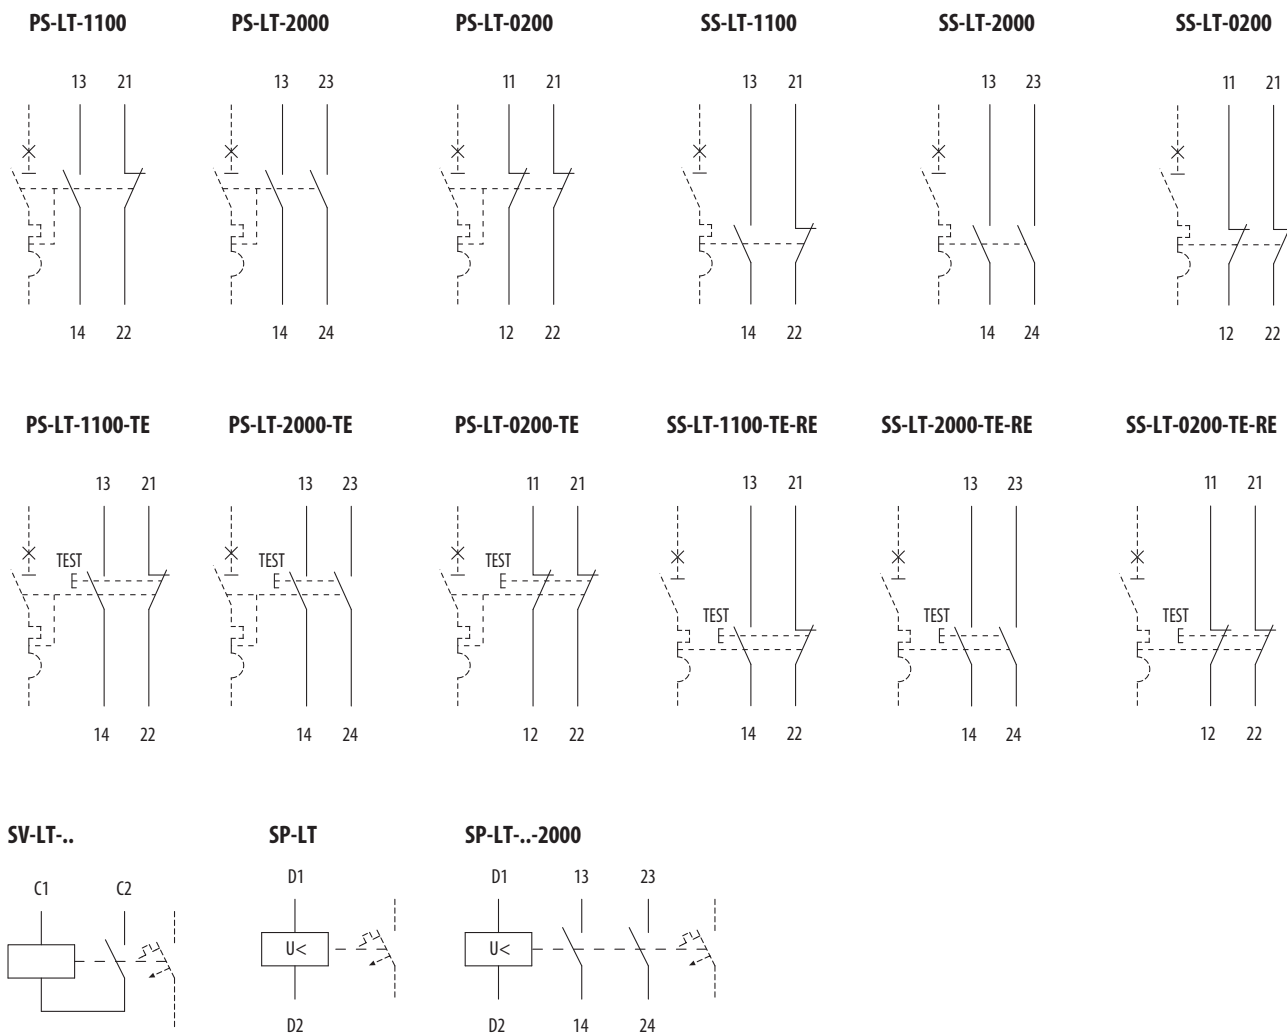 PS-LT-1100 PS-LT-2000 PS-LT-0200 SS-LT-1100 SS-LT-2000 SS-LT-0200
13 21 13 23 11 21 13 21 13 23 11 21
14 22 14 24 12 22 14 22 14 24 12 22
PS-LT-1100-TE PS-LT-2000-TE PS-LT-0200-TE SS-LT-1100-TE-RE SS-LT-2000-TE-RE SS-LT-0200-TE-RE
13 21 13 23 11 21 13 21 13 23 11 21
TEST TEST TEST
TEST TEST TEST
14 22 14 24 12 22 14 22 14 24 12 22
SV-LT-.. SP-LT SP-LT-..-2000
C1 C2 D1 D1 13 23
U< U<
D2 D2 14 24